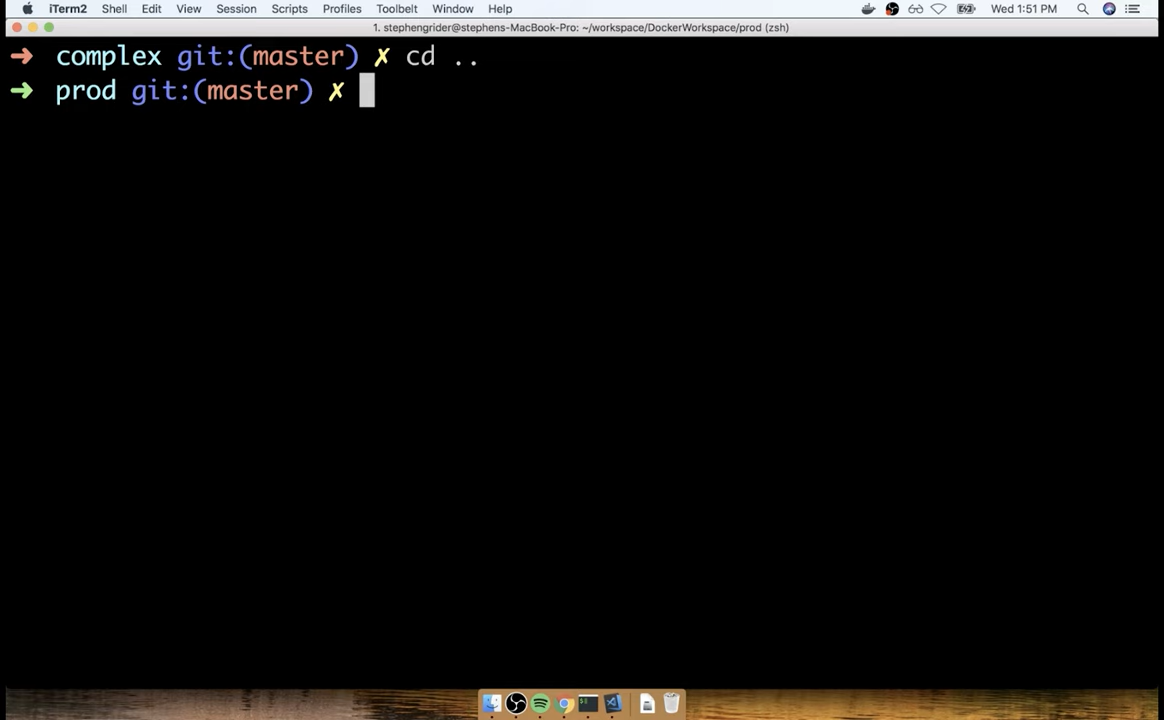 iTerm2 Shell Edit View Session Scripts Profiles Toolbelt Window Help Wed 1:51 PM
1. stephengrider@stephens-MacBook-Pro: ~/workspace/DockerWorkspace/prod (zsh)
➜ complex git:(master) ✗ cd ..
➜ prod git:(master) ✗